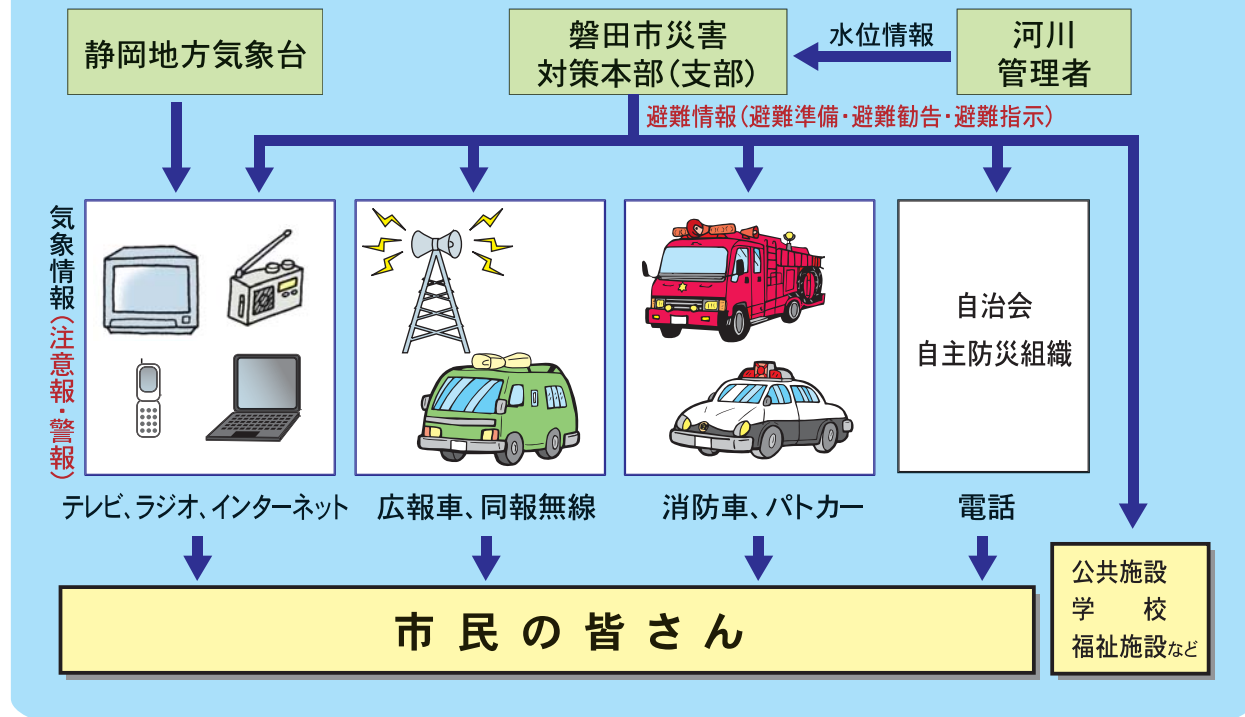 静岡地方気象台
磐田市災害
対策本部(支部)
水位情報
河川
管理者
避難情報(避難準備・避難勧告・避難指示)
気象情報(注意報・警報)
自治会
自主防災組織
テレビ、ラジオ、インターネット
広報車、同報無線
消防車、パトカー
電話
市民の皆さん
公共施設
学　校
福祉施設など